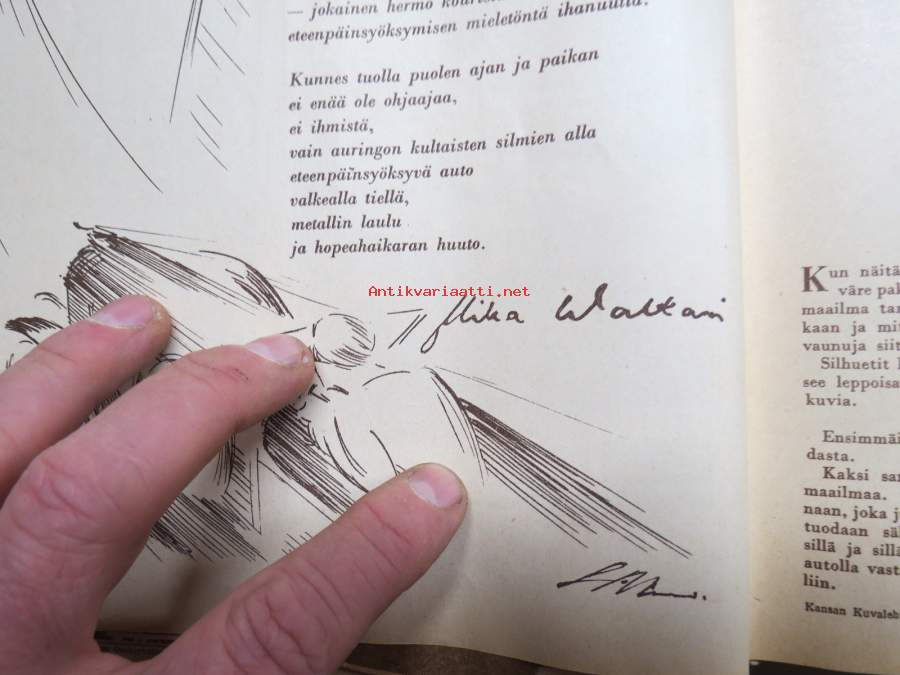 — jokainen hermo
eteenpäinsyöksymisen mieletöntä ihanuutta.
Kunnes tuolla puolen ajan ja paikan
ei enää ole ohjaajaa,
ei ihmistä,
vain auringon kultaisten silmien alla
eteenpäinsyöksyvä auto
valkealla tiellä,
metallin laulu
ja hopeahaikaran huuto.
Antikvariaatti.net
Mika Waltari
Kun näitä
väre pak
maailma tar
kaan ja mit
vaunuja siit
Silhuetit
see leppoisa
kuvia.
Ensimmäi
dasta.
Kaksi sar
maailmaa.
naan, joka j
tuodaan säl
sillä ja sillä
autolla vast
liin.
Kansan Kuvaleh